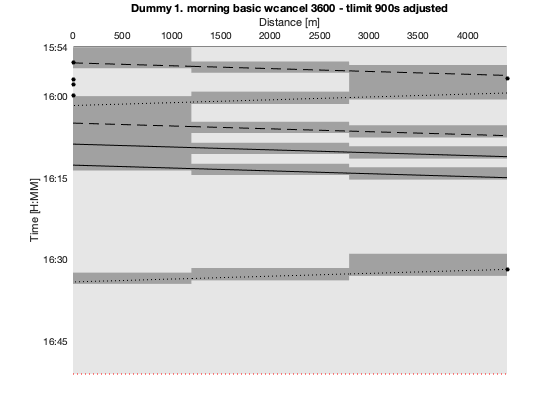 Dummy 1. morning basic wcancel 3600 - tlimit 900s adjusted
Distance [m]
0 500 1000 1500 2000 2500 3000 3500 4000
15:54
16:00
16:15
Time [H:MM]
16:30
16:45